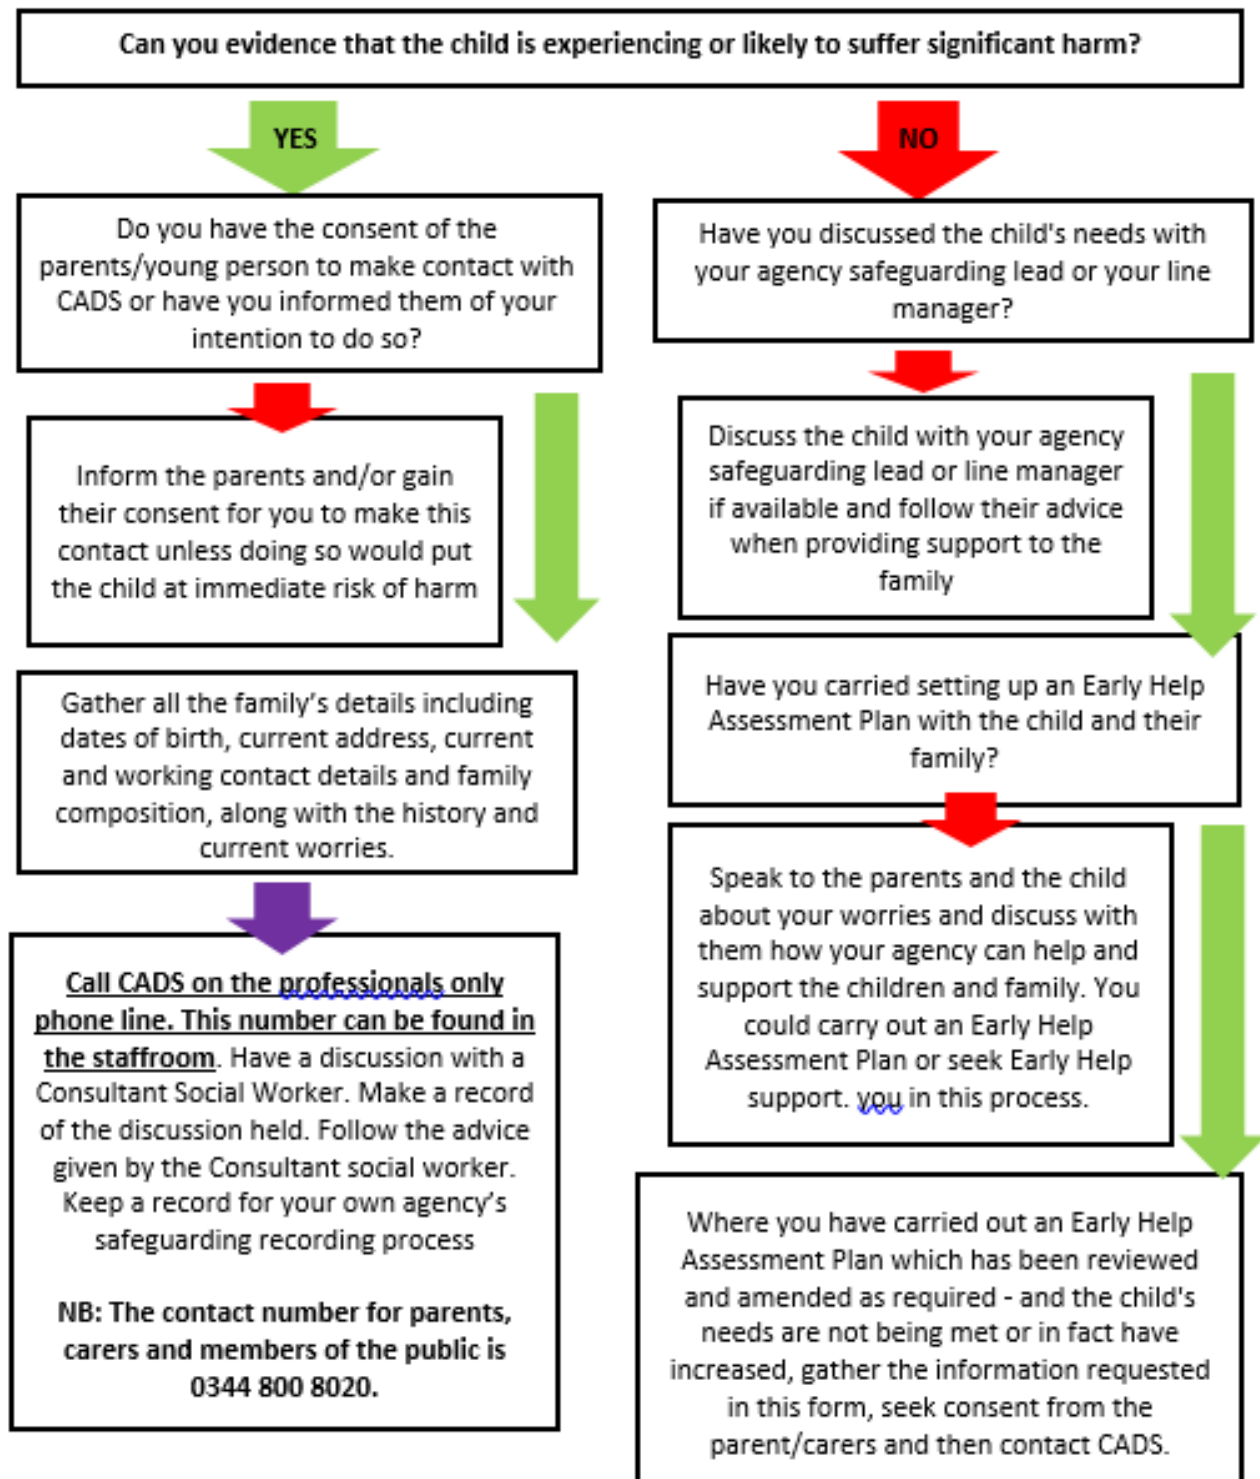 Can you evidence that the child is experiencing or likely to suffer significant harm?
YES
NO
Do you have the consent of the
parents/young person to make contact with
CADS or have you informed them of your
intention to do so?
Have you discussed the child's needs with
your agency safeguarding lead or your line
manager?
Inform the parents and/or gain
their consent for you to make this
contact unless doing so would put
the child at immediate risk of harm
Discuss the child with your agency
safeguarding lead or line manager
if available and follow their advice
when providing support to the
family
Gather all the family’s details including
dates of birth, current address, current
and working contact details and family
composition, along with the history and
current worries.
Have you carried setting up an Early Help
Assessment Plan with the child and their
family?
Call CADS on the professionals only
phone line. This number can be found in
the staffroom. Have a discussion with a
Consultant Social Worker. Make a record
of the discussion held. Follow the advice
given by the Consultant social worker.
Keep a record for your own agency’s
safeguarding recording process
NB: The contact number for parents,
carers and members of the public is
0344 800 8020.
Speak to the parents and the child
about your worries and discuss with
them how your agency can help and
support the children and family. You
could carry out an Early Help
Assessment Plan or seek Early Help
support. you in this process.
Where you have carried out an Early Help
Assessment Plan which has been reviewed
and amended as required - and the child's
needs are not being met or in fact have
increased, gather the information requested
in this form, seek consent from the
parent/carers and then contact CADS.